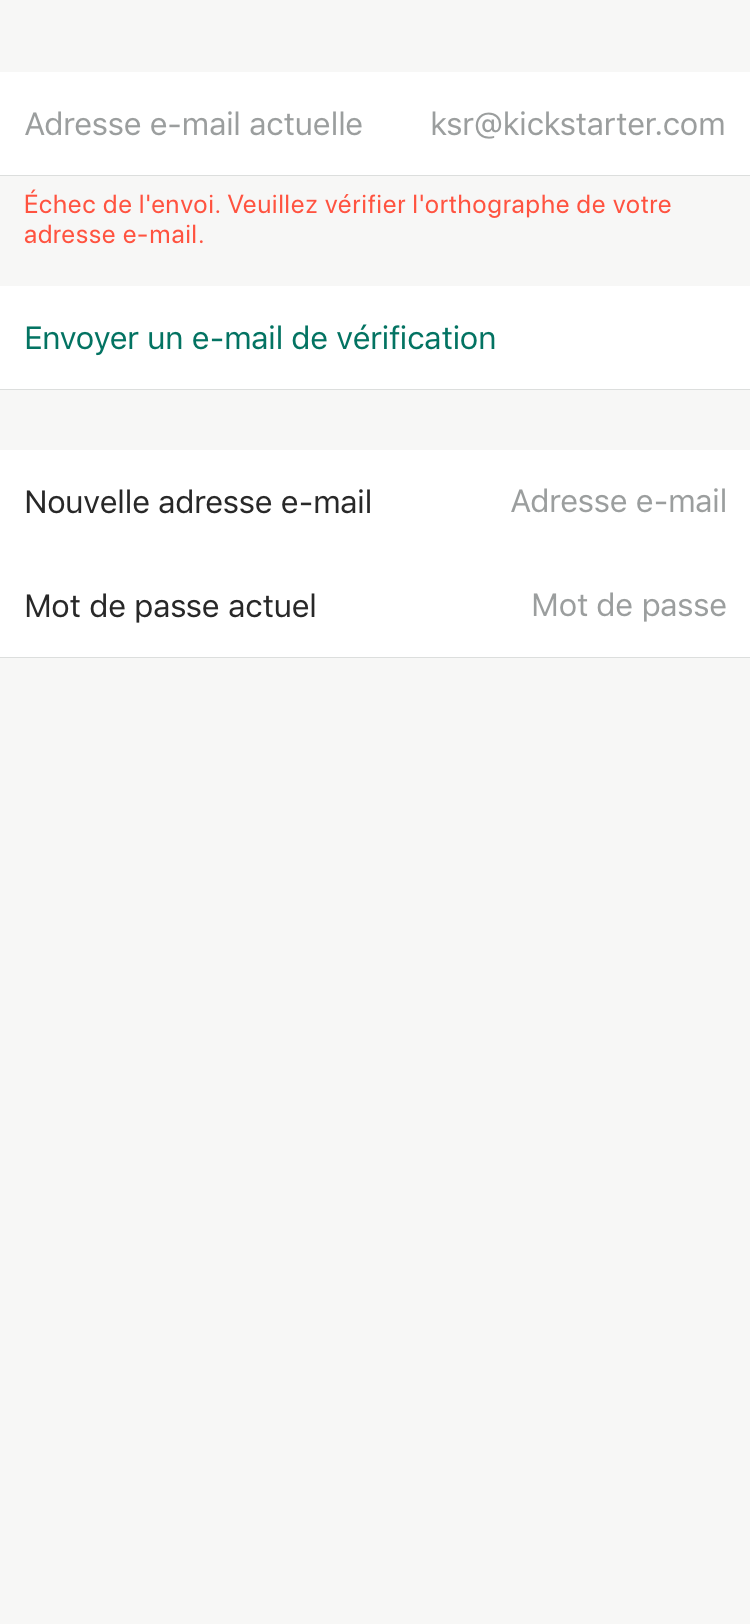 Adresse e-mail actuelle ksr@kickstarter.com
Échec de l'envoi. Veuillez vérifier l'orthographe de votre
adresse e-mail.
Envoyer un e-mail de vérification
Nouvelle adresse e-mail Adresse e-mail
Mot de passe actuel Mot de passe